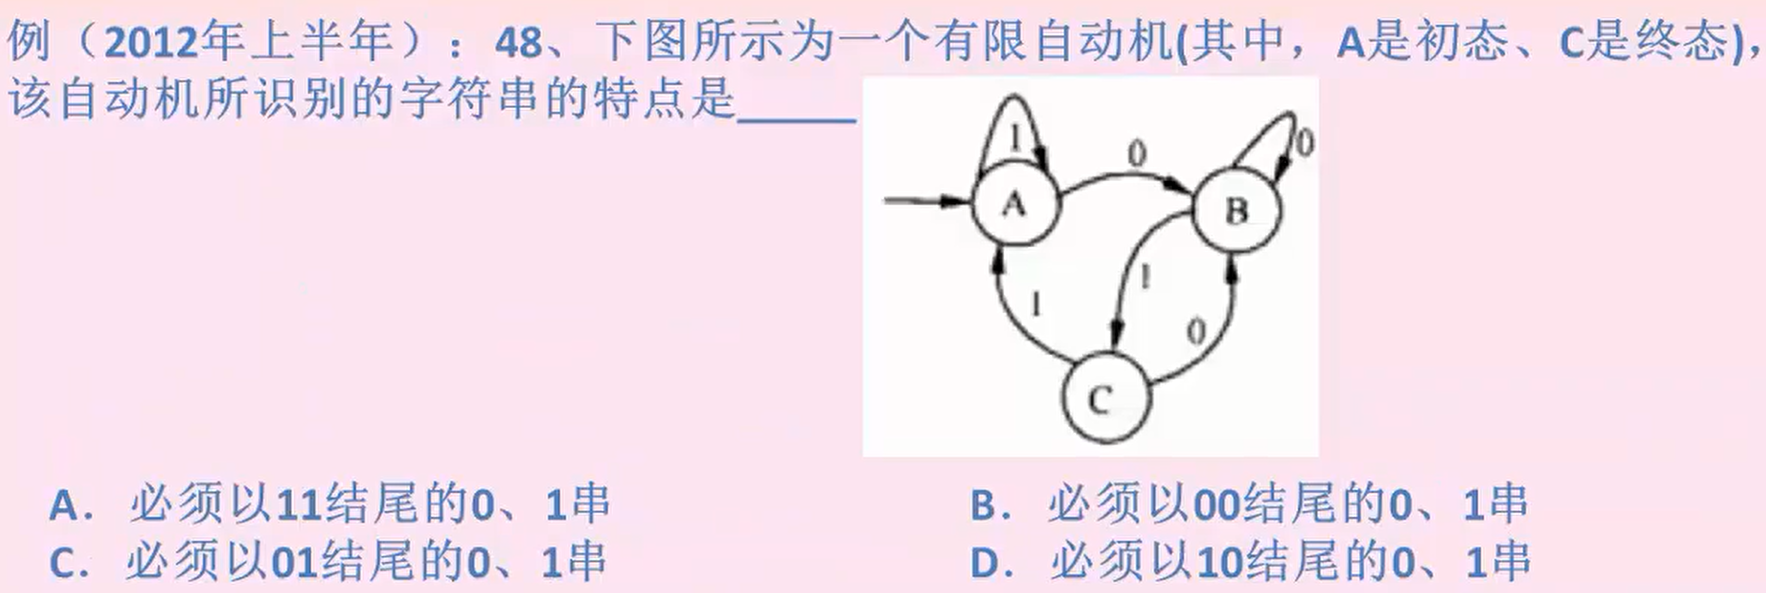 例（2012年上半年）：48、下图所示为一个有限自动机(其中，A是初态、C是终态)，
该自动机所识别的字符串的特点是_____
1
0
0
A
B
1
1
0
C
A. 必须以11结尾的0、1串
B. 必须以00结尾的0、1串
C. 必须以01结尾的0、1串
D. 必须以10结尾的0、1串